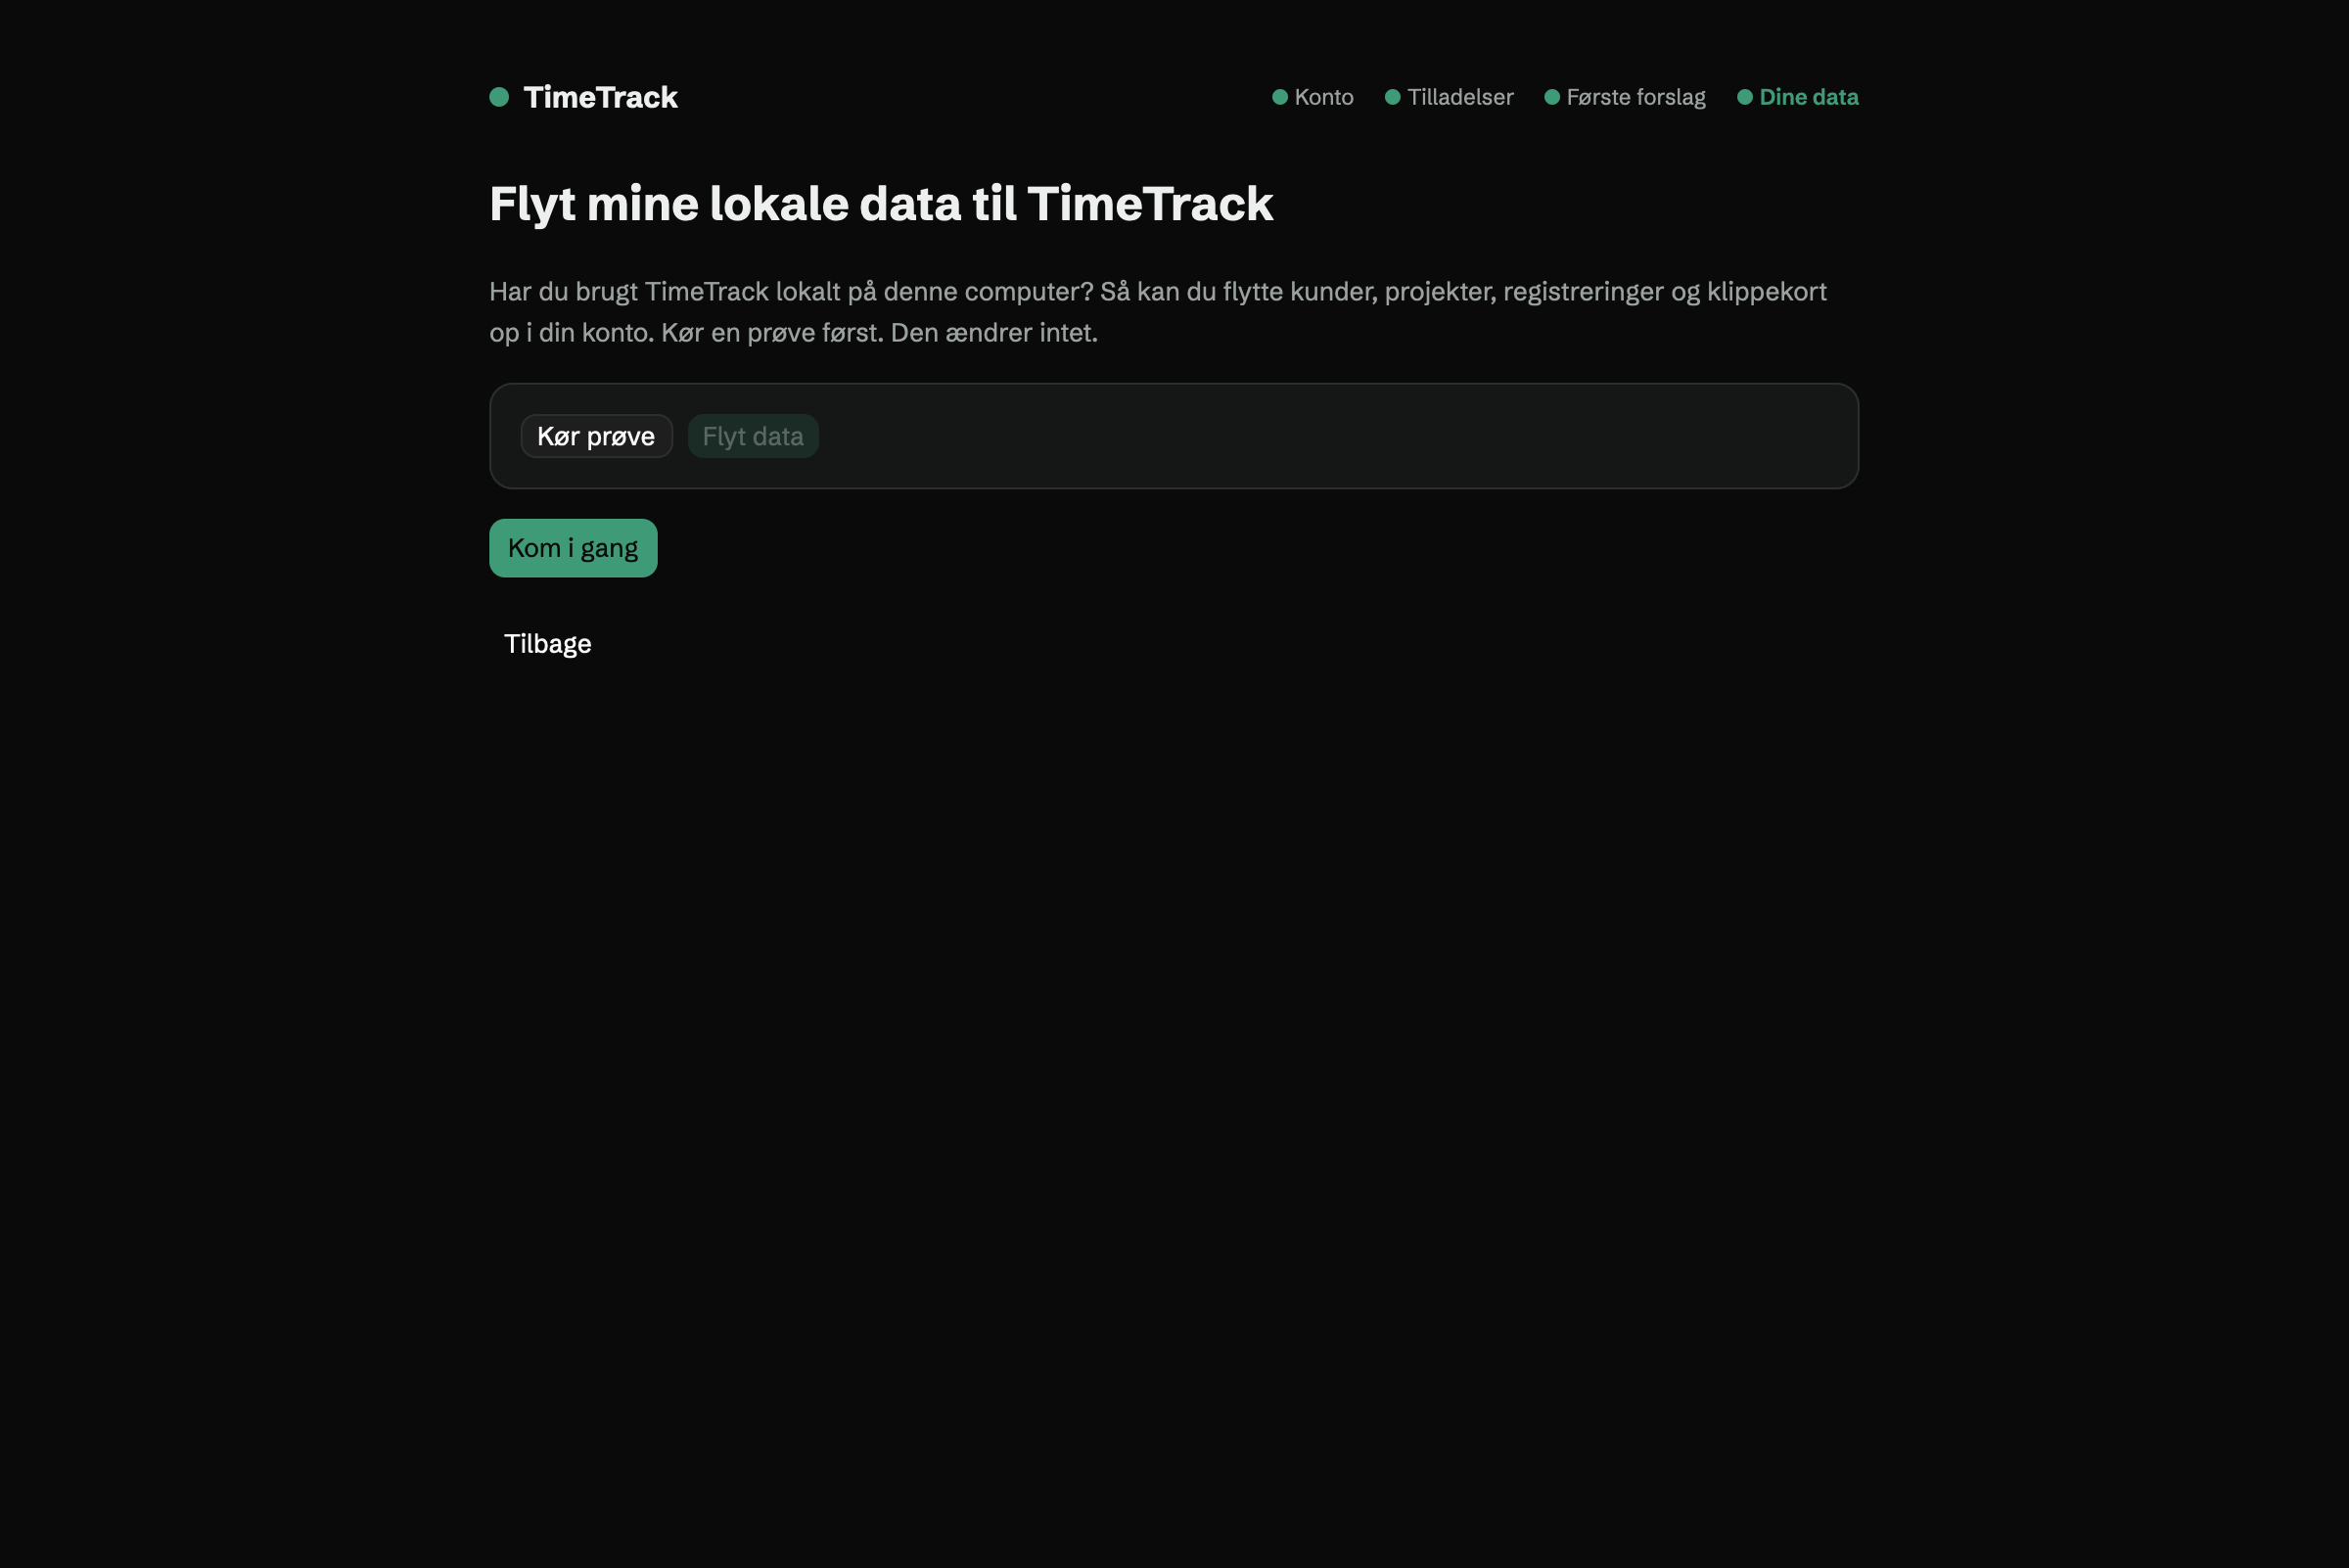 TimeTrack
Konto
Tilladelser
Første forslag
Dine data
Flyt mine lokale data til TimeTrack
Har du brugt TimeTrack lokalt på denne computer? Så kan du flytte kunder, projekter, registreringer og klippekort
op i din konto. Kør en prøve først. Den ændrer intet.
Kør prøve
Flyt data
Kom i gang
Tilbage